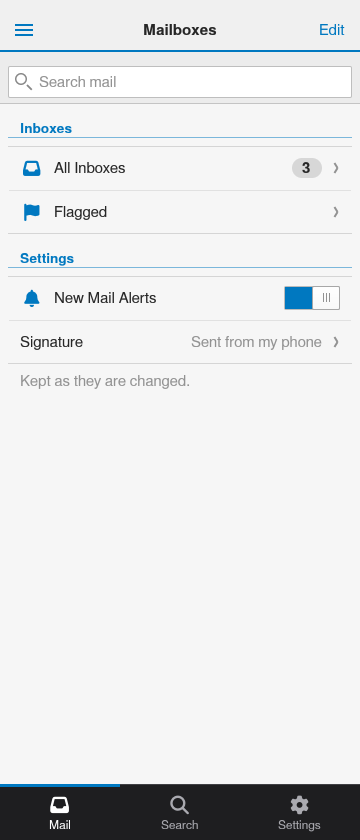 Mailboxes
Edit
Search mail
Inboxes
All Inboxes
3
Flagged
Settings
New Mail Alerts
Signature
Sent from my phone
Kept as they are changed.
Mail
Search
Settings